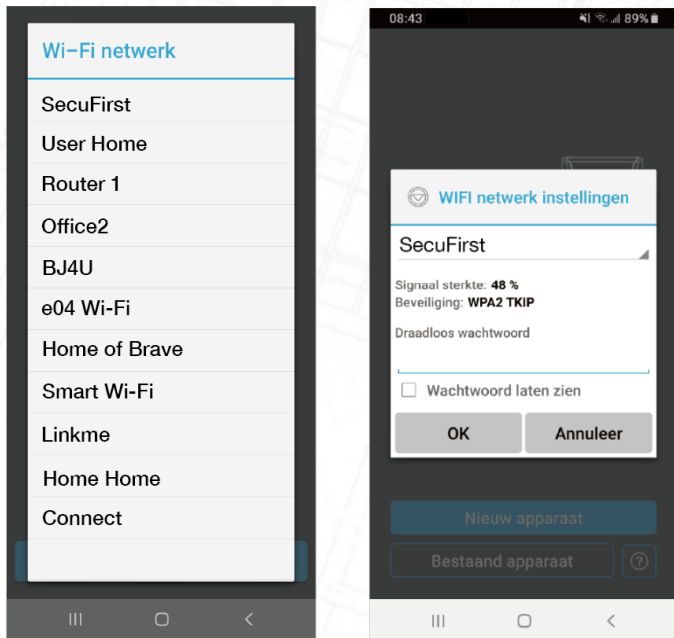 Wi-Fi netwerk
SecuFirst
User Home
Router 1
Office2
BJ4U
e04 Wi-Fi
Home of Brave
Smart Wi-Fi
Linkme
Home Home
Connect
08:43
89%
WIFI netwerk instellingen
SecuFirst
Signaal sterkte: 48 %
Beveiliging: WPA2 TKIP
Draadloos wachtwoord
Wachtwoord laten zien
OK
Annuleer
Nieuw apparaat
Bestaand apparaat
?